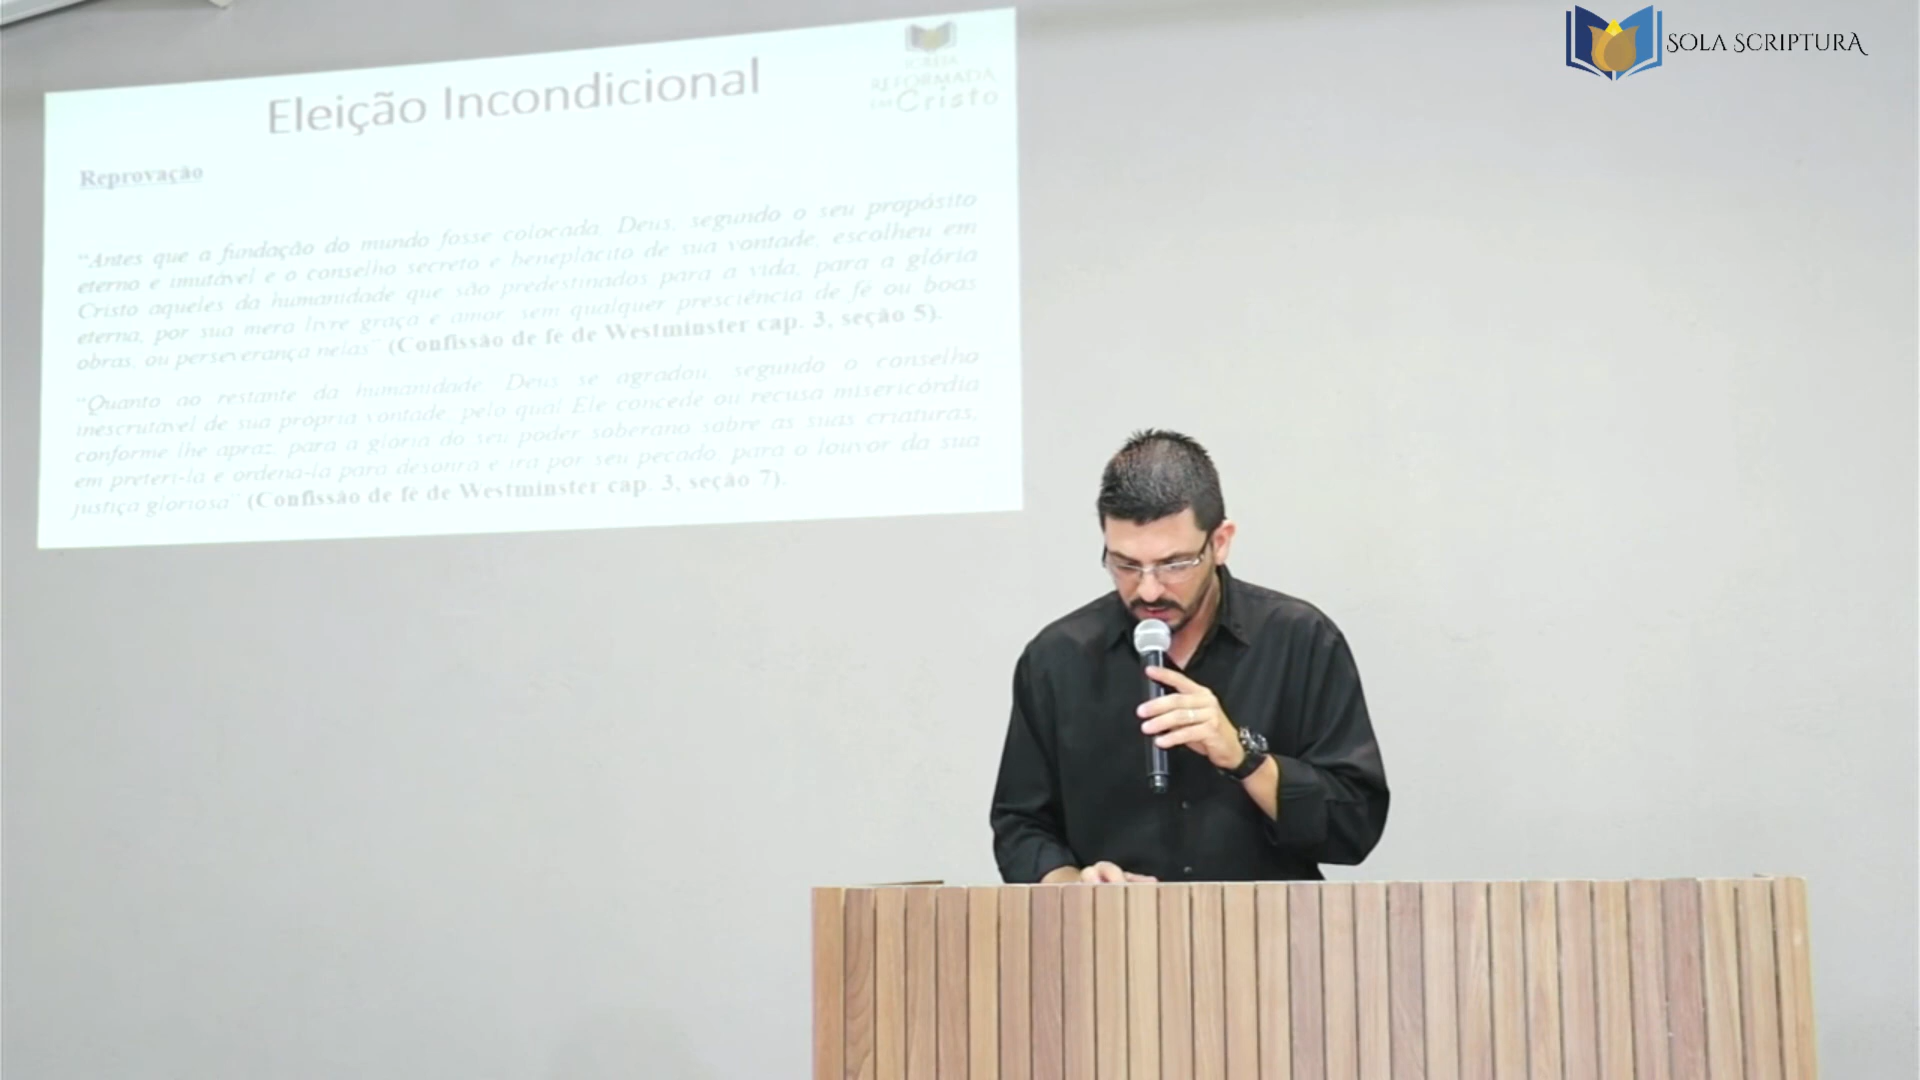 SOLA SCRIPTURA
IGREJA
REFORMADA
EM Cristo
Eleição Incondicional
Reprovação
“Antes que a fundação do mundo fosse colocada, Deus, segundo o seu propósito
eterno e imutável e o conselho secreto e beneplácito de sua vontade, escolheu em
Cristo aqueles da humanidade que são predestinados para a vida, para a glória
eterna, por sua mera livre graça e amor, sem qualquer presciência de fé ou boas
obras, ou perseverança nelas” (Confissão de fé de Westminster cap. 3, seção 5).
“Quanto ao restante da humanidade, Deus se agradou, segundo o conselho
inescrutável de sua própria vontade, pelo qual Ele concede ou recusa misericórdia
conforme lhe apraz, para a glória do seu poder soberano sobre as suas criaturas,
em preteri-la e ordena-la para desonra e ira por seu pecado, para o louvor da sua
justiça gloriosa” (Confissão de fé de Westminster cap. 3, seção 7).